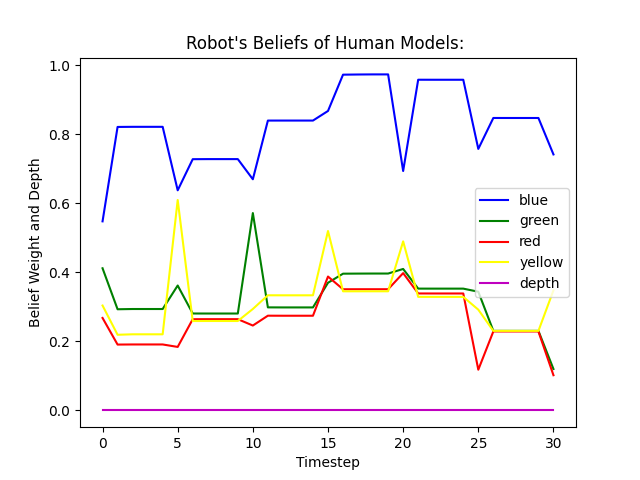 Robot's Beliefs of Human Models:
Belief Weight and Depth
1.0
0.8
0.6
0.4
0.2
0.0
blue
green
red
yellow
depth
0 5 10 15 20 25 30
Timestep